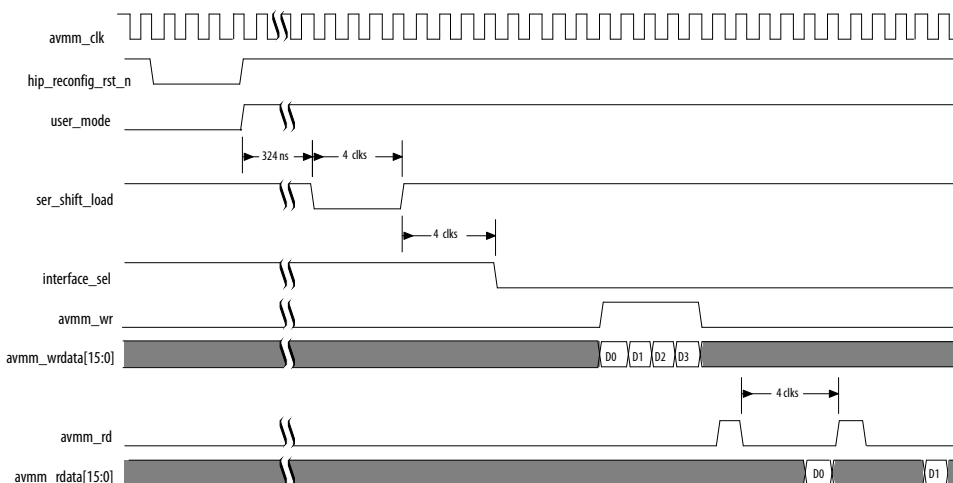 avmm_clk
hip_reconfig_rst_n
user_mode
324 ns 4 clks
ser_shift_load
4 clks
interface_sel
avmm_wr
avmm_wrdata[15:0] D0 D1 D2 D3
4 clks
avmm_rd
avmm_rdata[15:0] D0 D1